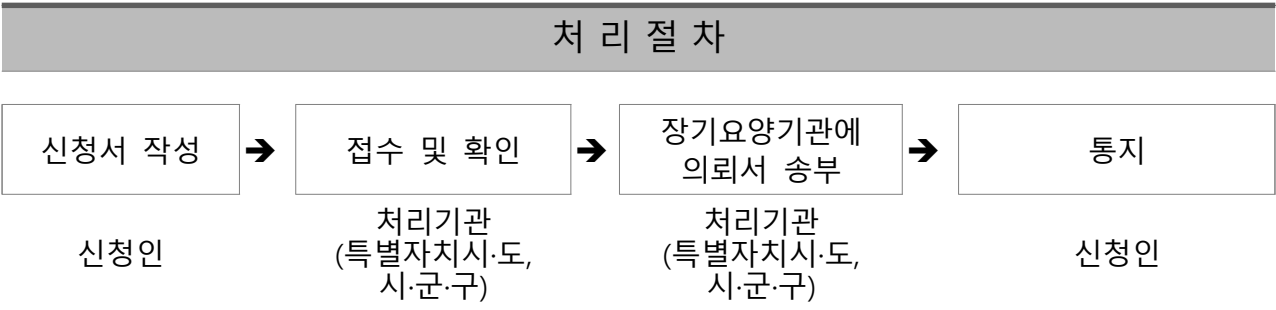 처 리 절 차
신청서 작성 ➔ 접수 및 확인 ➔ 장기요양기관에 ➔ 통지
의뢰서 송부
신청인
처리기관
(특별자치시·도,
시·군·구)
처리기관
(특별자치시·도,
시·군·구)
신청인